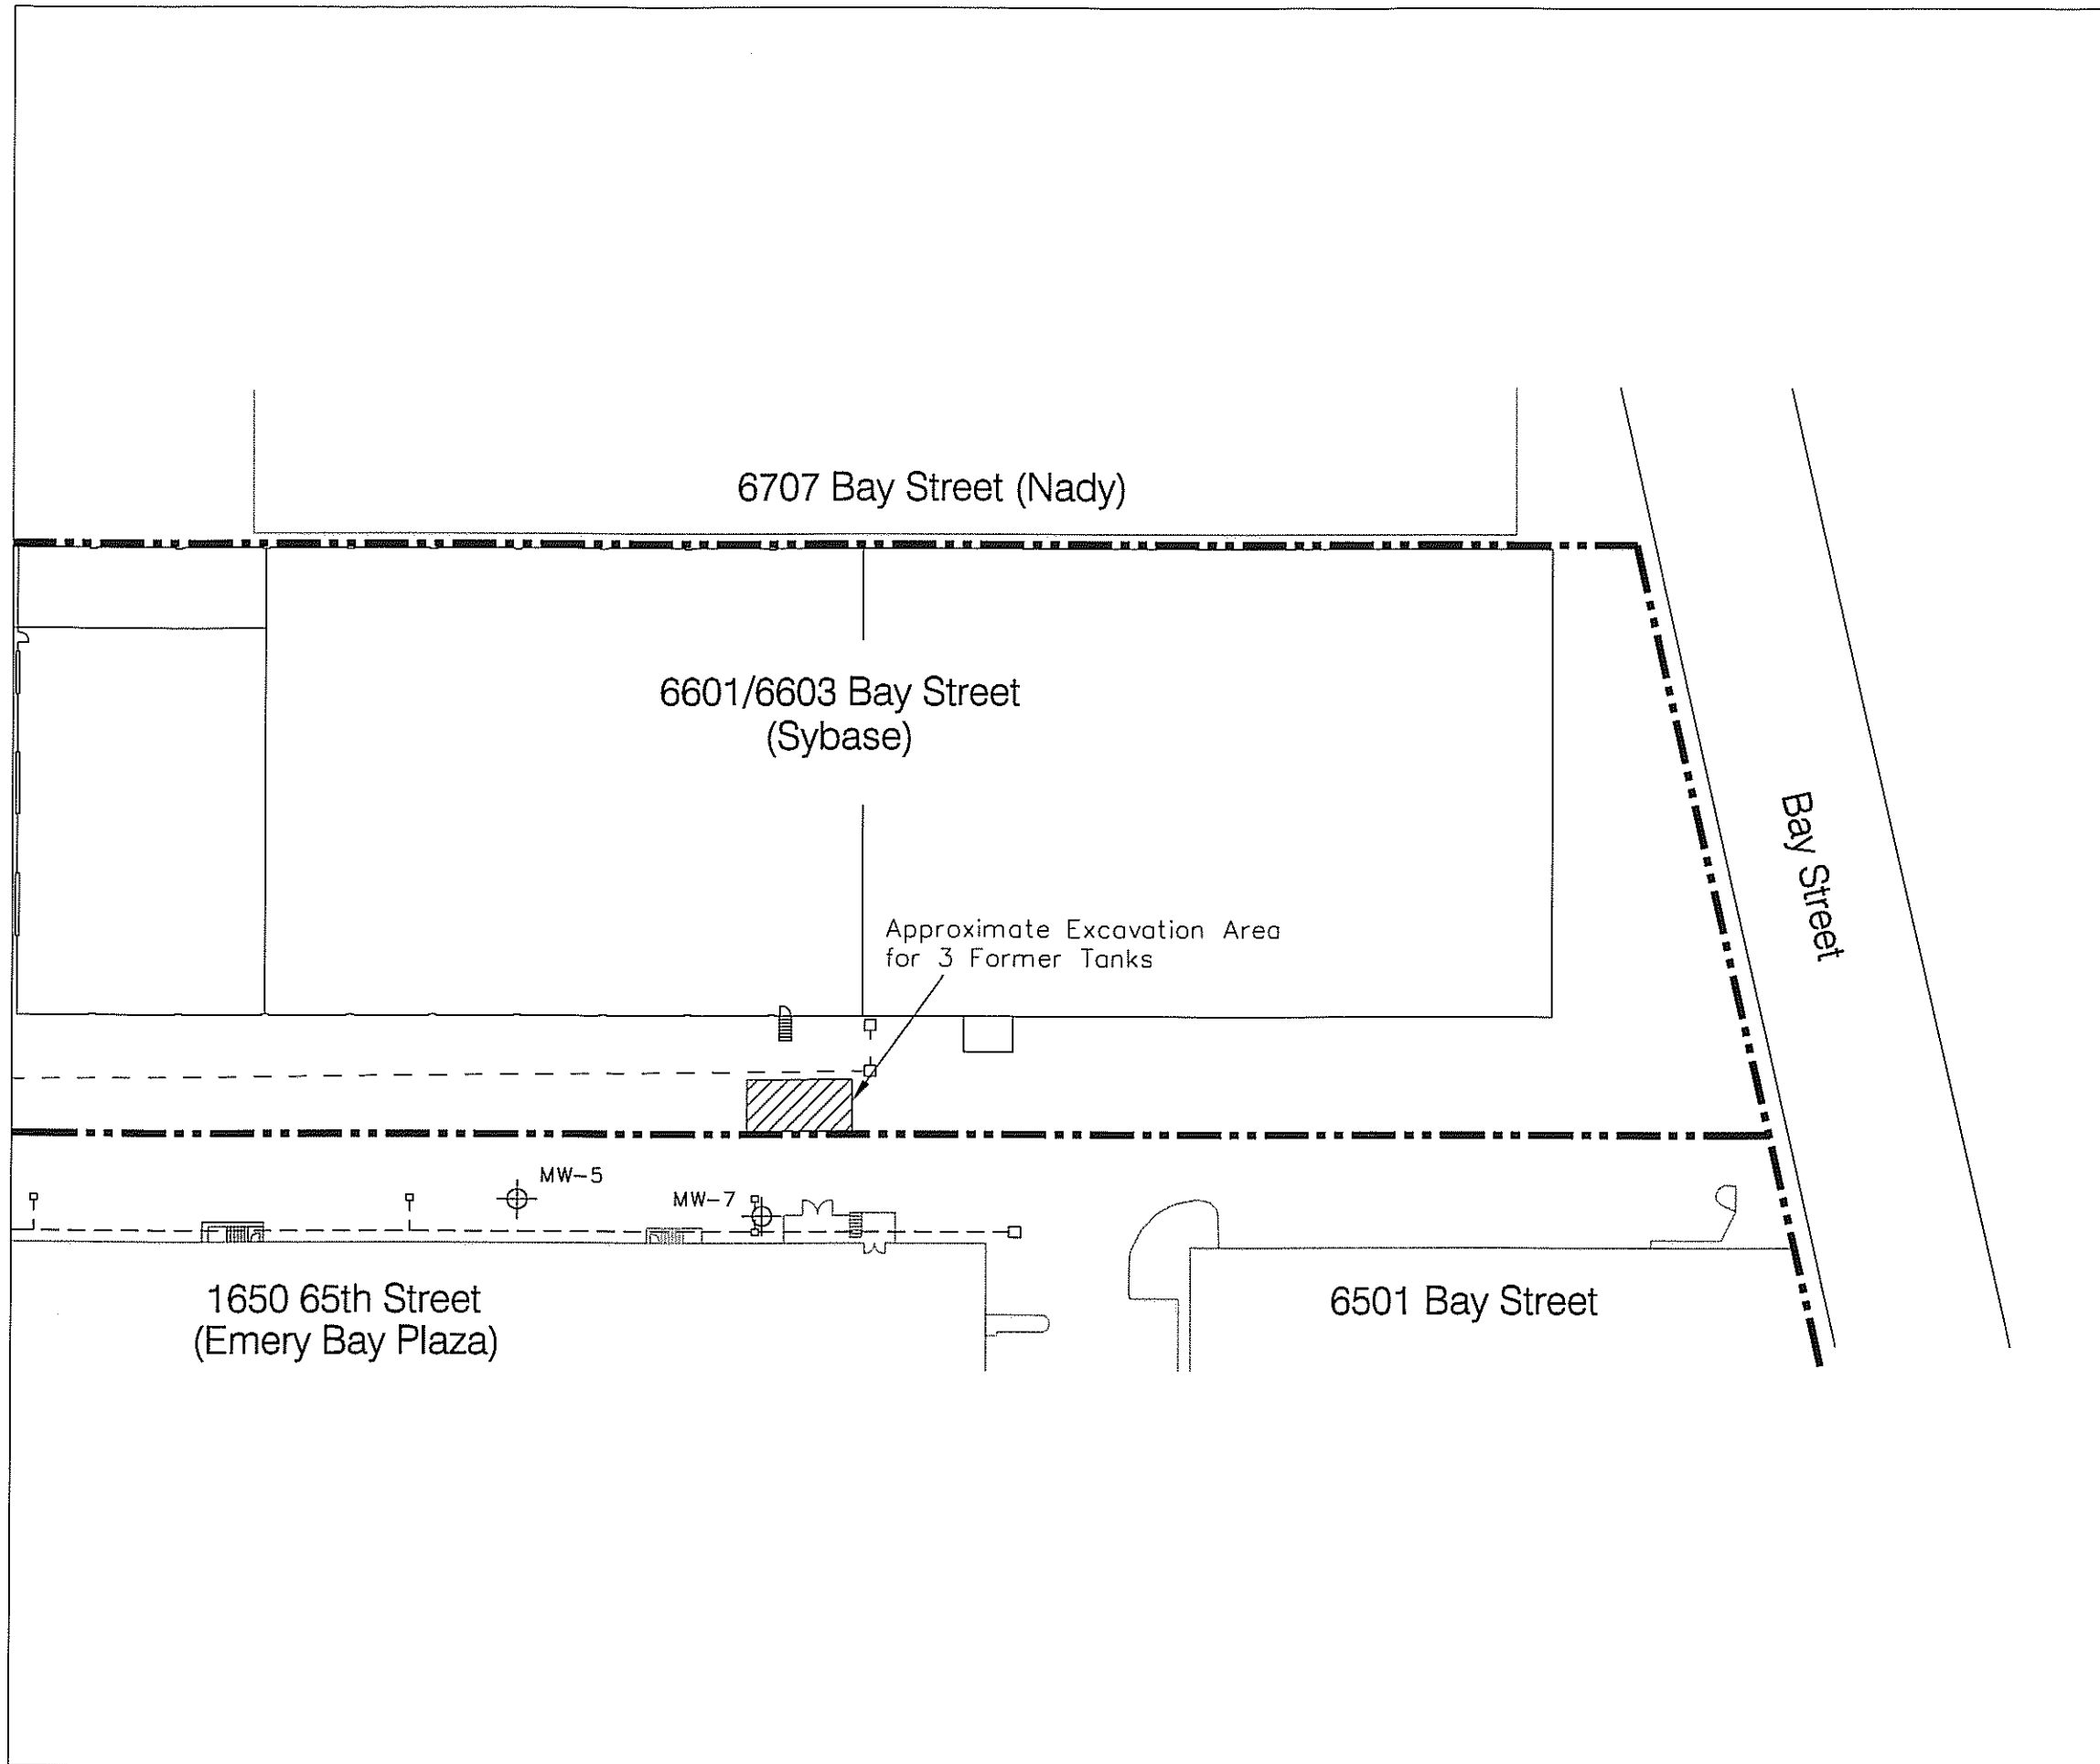 6707 Bay Street (Nady)
6601/6603 Bay Street
(Sybase)
Bay Street
Approximate Excavation Area
for 3 Former Tanks
MW-5
MW-7
1650 65th Street
(Emery Bay Plaza)
6501 Bay Street